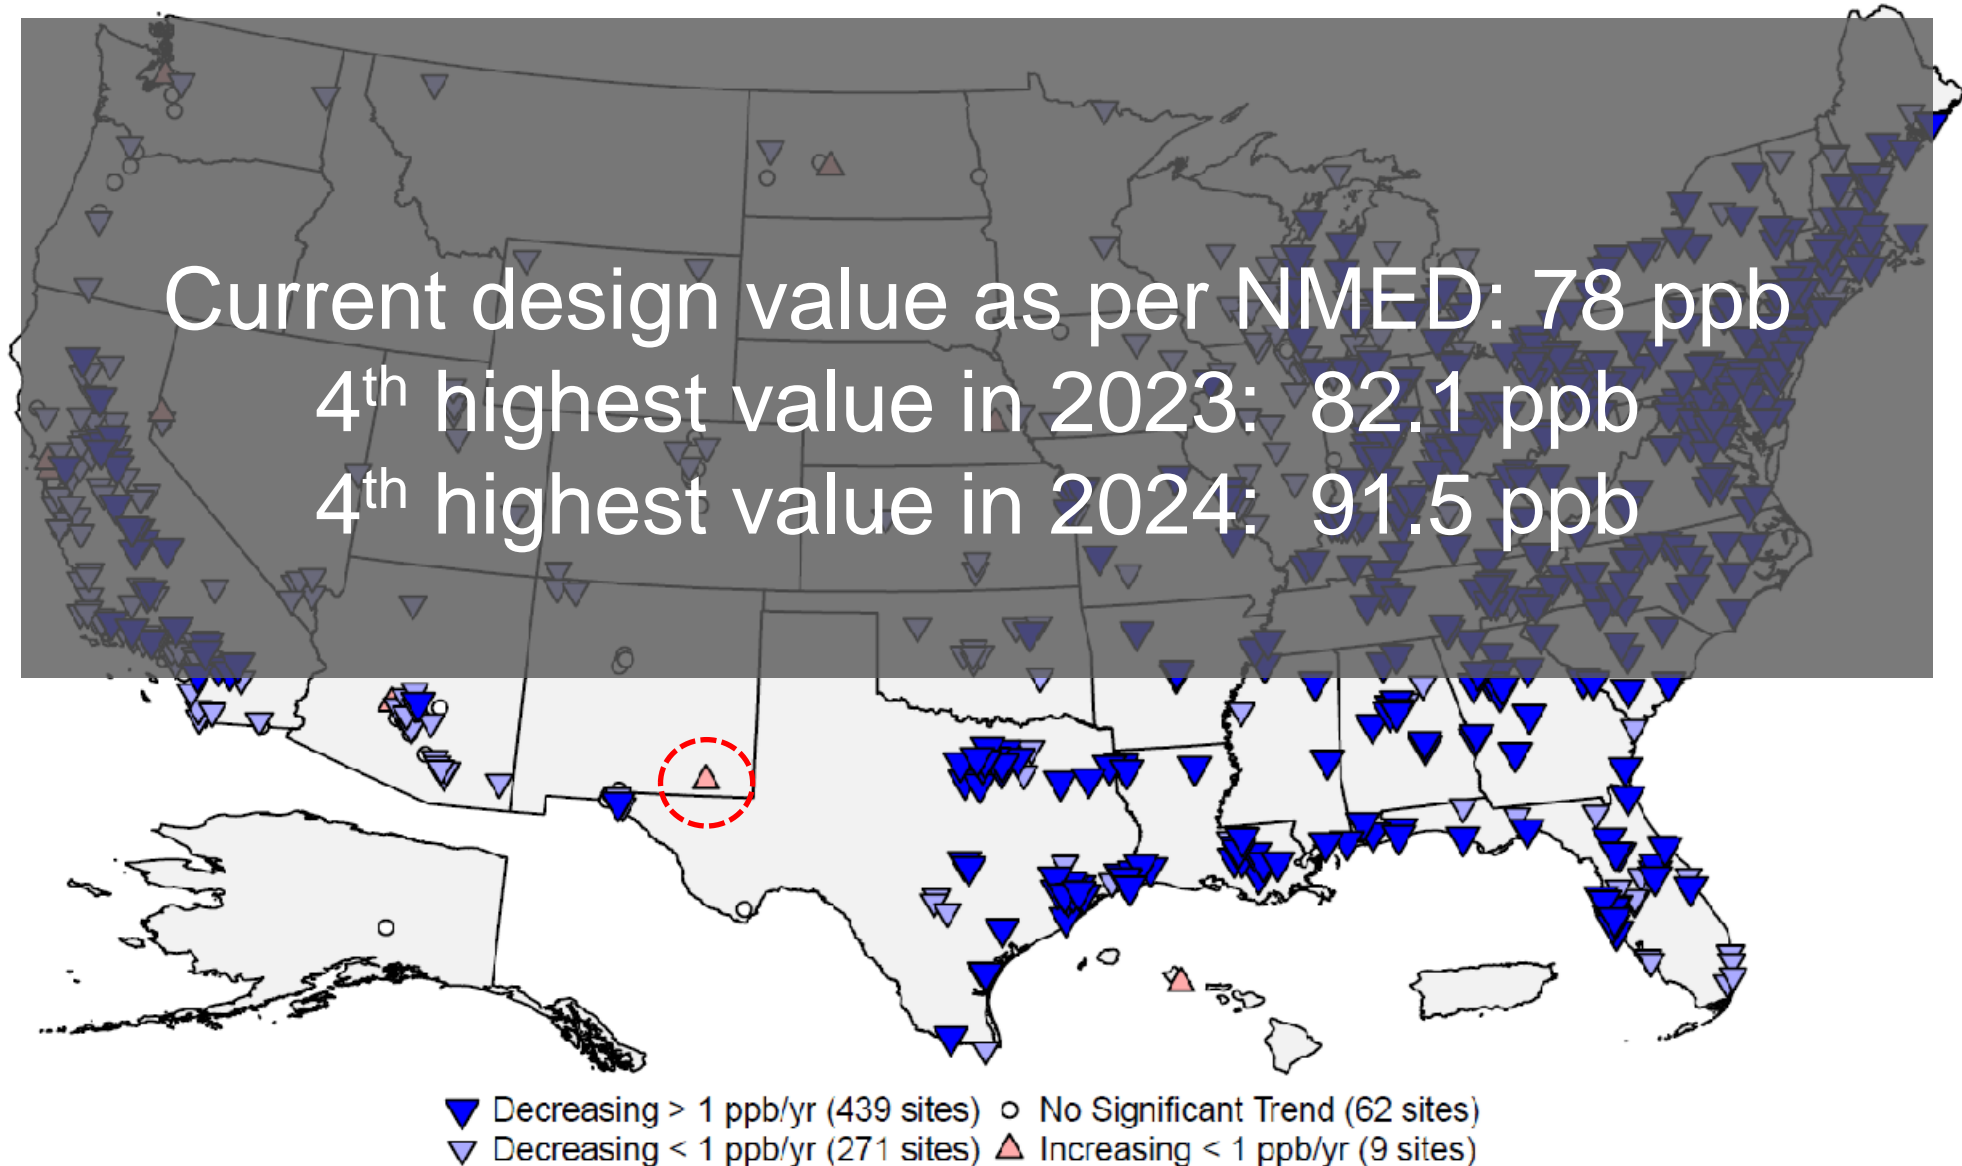 Current design value as per NMED: 78 ppb
4th highest value in 2023: 82.1 ppb
4th highest value in 2024: 91.5 ppb
Decreasing > 1 ppb/yr (439 sites) No Significant Trend (62 sites)
Decreasing < 1 ppb/yr (271 sites) Increasing < 1 ppb/yr (9 sites)